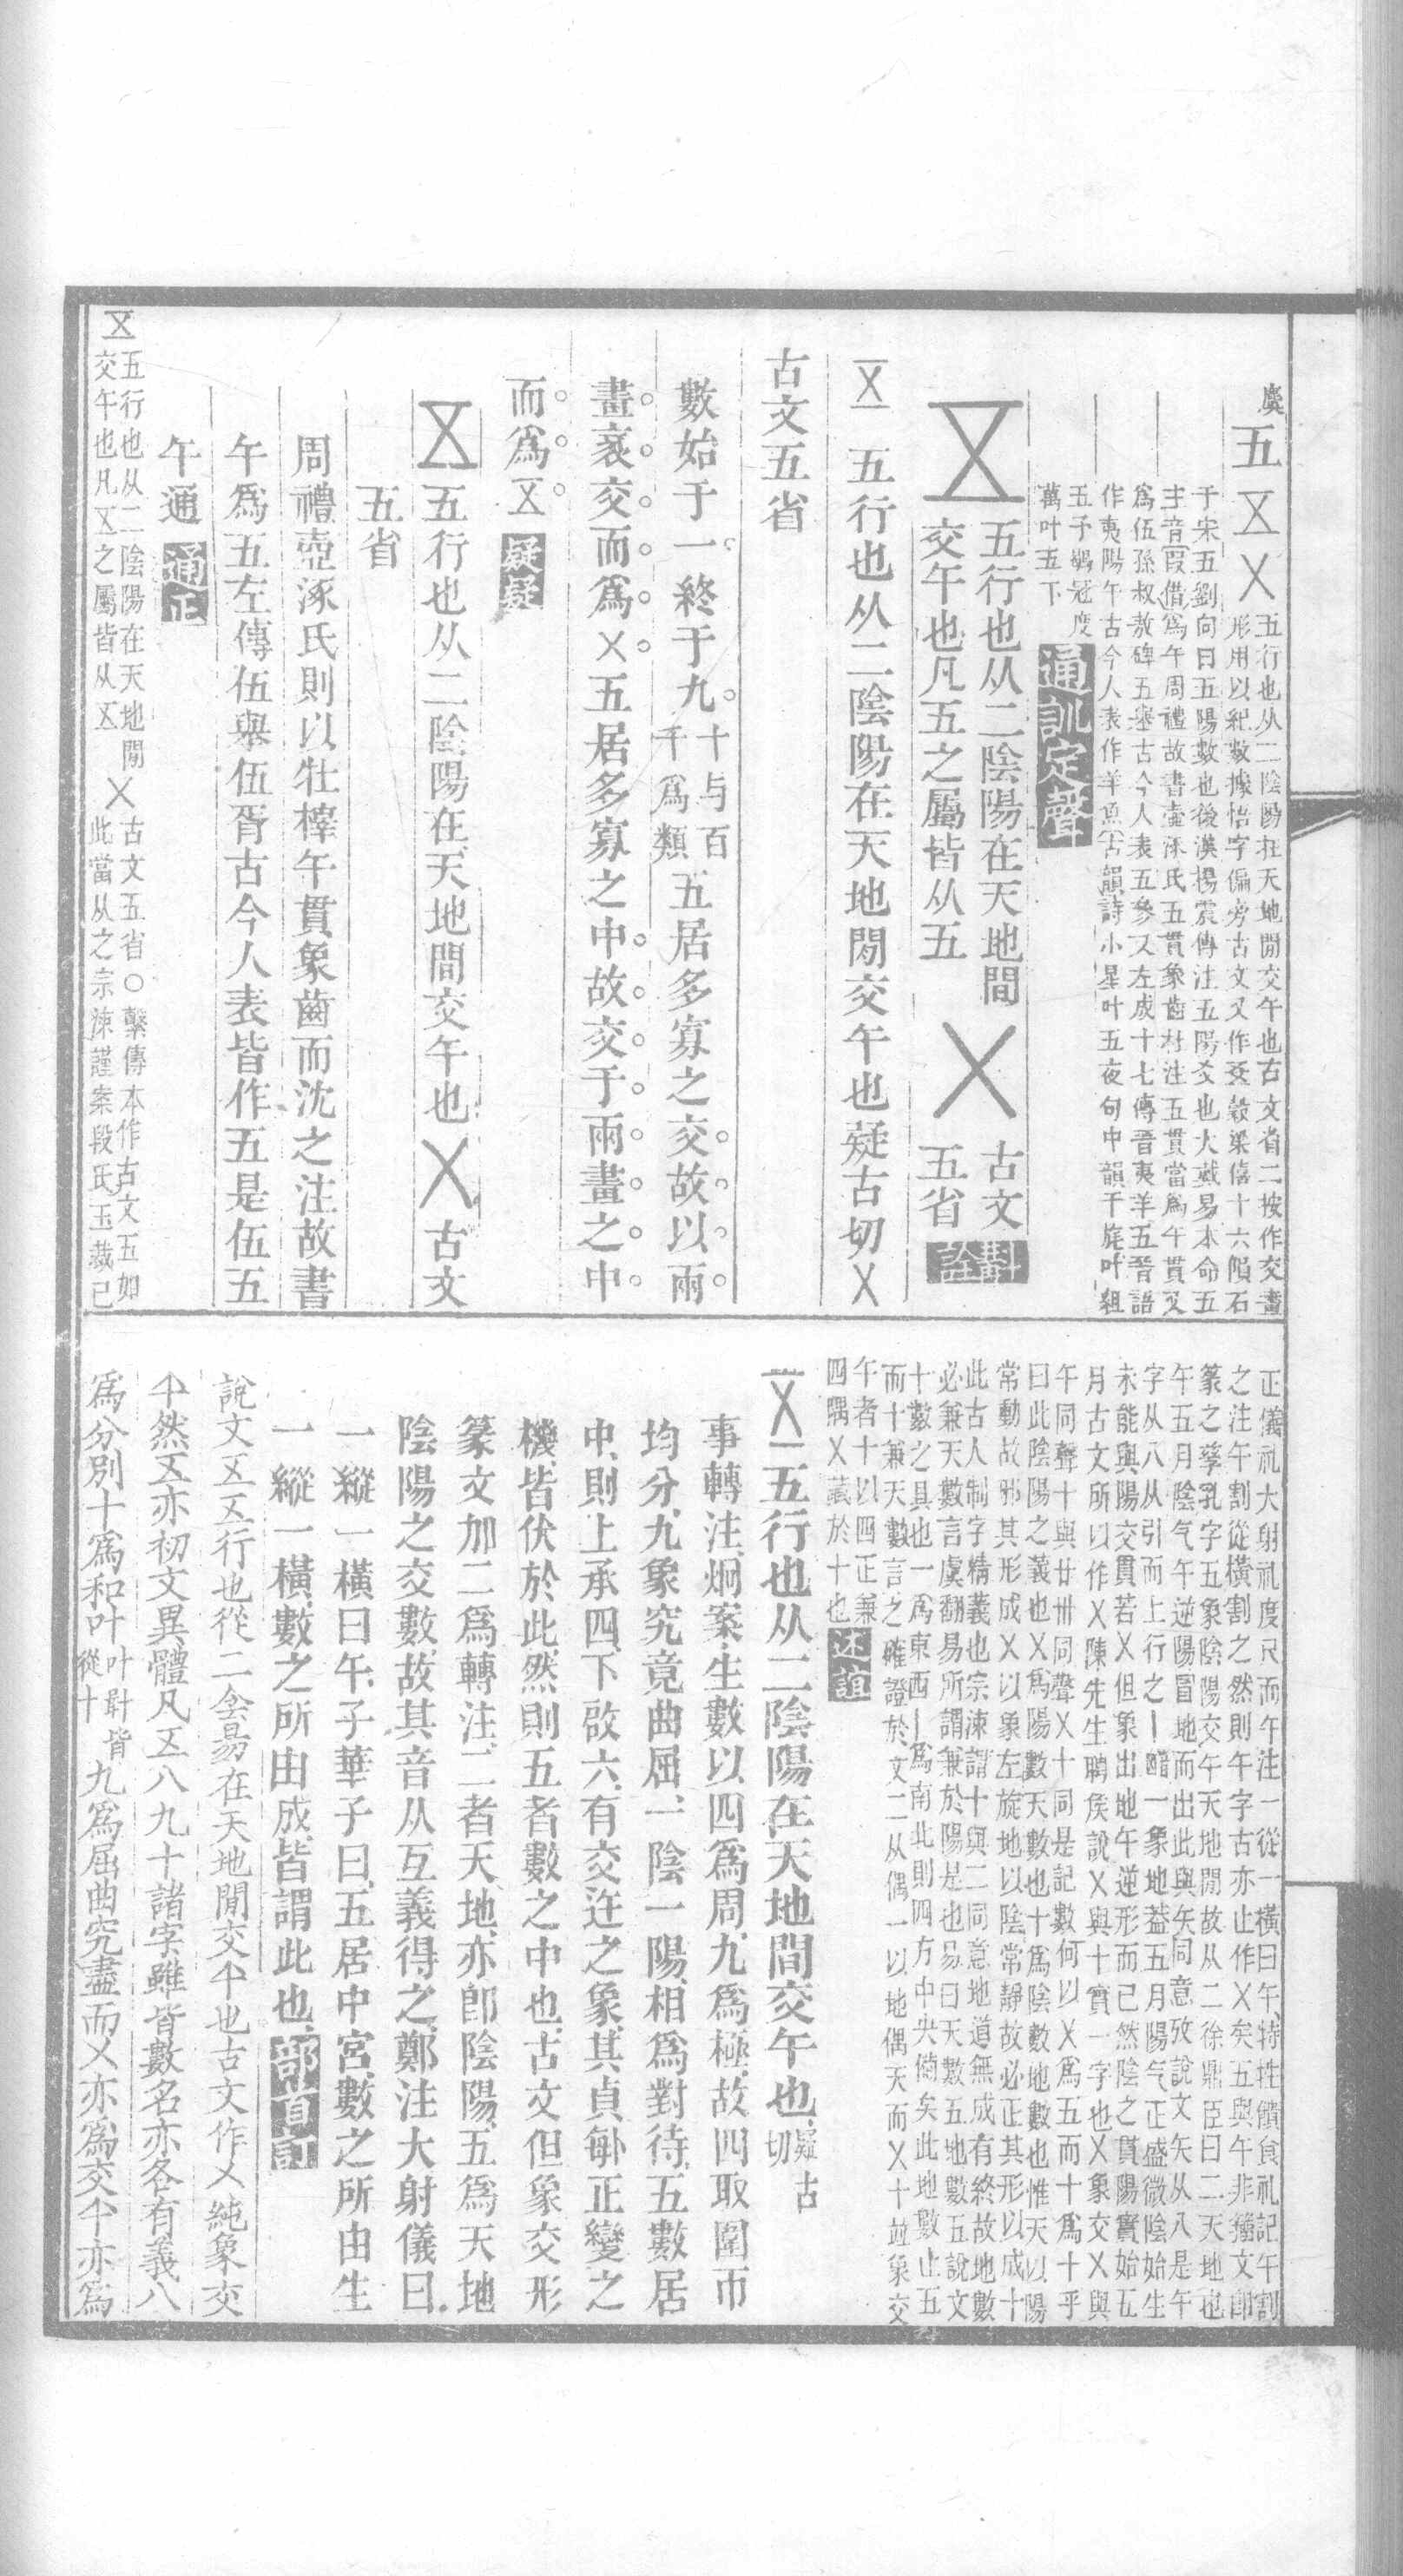 虞五 𠄡 㐅 五行也从二陰陽在天地閒交午也古文省二按作交畫
形用以紀數據悟字偏旁古文又作㸚穀梁僖十六隕石
于宋五劉向曰五陽數也後漢楊震傳注五陽爻也大戴易本命五
主音〔叚借〕爲午周禮故書壺涿氏五貫象齒杜注五貫當爲午貫又
爲伍孫叔敖碑五舉古今人表五參又左成十七傳晉夷羊五晉語
作夷陽午古今人表作羊魚〔古韻〕詩小星叶五夜句中韻干旄叶組
五予鶡冠度
萬叶五下 通訓定聲
𠄡 五行也从二陰陽在天地間
交午也凡五之屬皆从五 㐅 古文
五省 斠詮
𠄡 五行也从二陰陽在天地閒交午也疑古切㐅
古文五省
數始于一終于九十与百
千爲類五居多寡之交故以兩
畫衺交而爲㐅五居多寡之中故交于兩畫之中
而爲𠄡 疑疑
𠄡五行也从二陰陽在天地間交午也㐅古文
五省
周禮壺涿氏則以牡橭午貫象齒而沈之注故書
午爲五左傳伍舉伍胥古今人表皆作五是伍五
午通 通正
𠄡五行也从二陰陽在天地閒
交午也凡𠄡之屬皆从𠄡㐅古文五省○繫傳本作古文五如
此當从之宗涑謹案段氏玉裁已
正儀礼大射礼度尺而午注一從一橫曰午特牲饋食礼記午割
之注午割從橫割之然則午字古亦止作㐅矣五與午非籀文卽
篆之孳乳字五象陰陽交午天地閒故从二徐鼎臣曰二天地也
午五月陰气午逆陽冒地而出此與矢同意攷說文矢从入是午
字从入从引而上行之丨㬪一象地葢五月陽气正盛微陰始生
未能與陽交貫若㐅但象出地午逆形而已然陰之貫陽實始五
月古文所以作㐅陳先生騁矦說㐅與十實一字也㐅象交㐅與
午同聲十與廿卅同聲㐅十同是記數何以㐅爲五而十爲十乎
曰此陰陽之義也㐅爲陽數天數也十爲陰數地數也惟天以陽
常動故邪其形成㐅以象左旋地以陰常靜故必正其形以成十
此古人制字精義也宗涑謂十與二同意地道無成有終故地數
必兼天數言虞翻易所謂兼於陽是也易曰天數五地數五說文
十數之具也一爲東西丨爲南北則四方中央備矣此地數止五
而十兼天數言之確證於文二从偶一以地偶天而㐅十竝象交
午者十以四正兼
四隅㐅藏於十也 述誼
𠄡五行也从二陰陽在天地間交午也疑古
切
事轉注炯案生數以四爲周九爲極故四取圍帀
均分九象究竟曲屈一陰一陽相爲對待五數居
中則上承四下啟六有交迕之象其貞𠧩正變之
機皆伏於此然則五者數之中也古文但象交形
篆文加二爲轉注二者天地亦卽陰陽五爲天地
陰陽之交數故其音从互義得之鄭注大射儀曰
一縱一橫曰午子華子曰五居中宮數之所由生
一縱一橫數之所由成皆謂此也 部首訂
說文𠄡𠄡行也從二侌昜在天地閒交午也古文作㐅純象交
午然𠄡亦初文異體凡𠄡八九十諸字雖皆數名亦各有義八
爲分別十爲和叶叶斟皆
從十九爲屈曲究盡而㐅亦爲交午亦爲